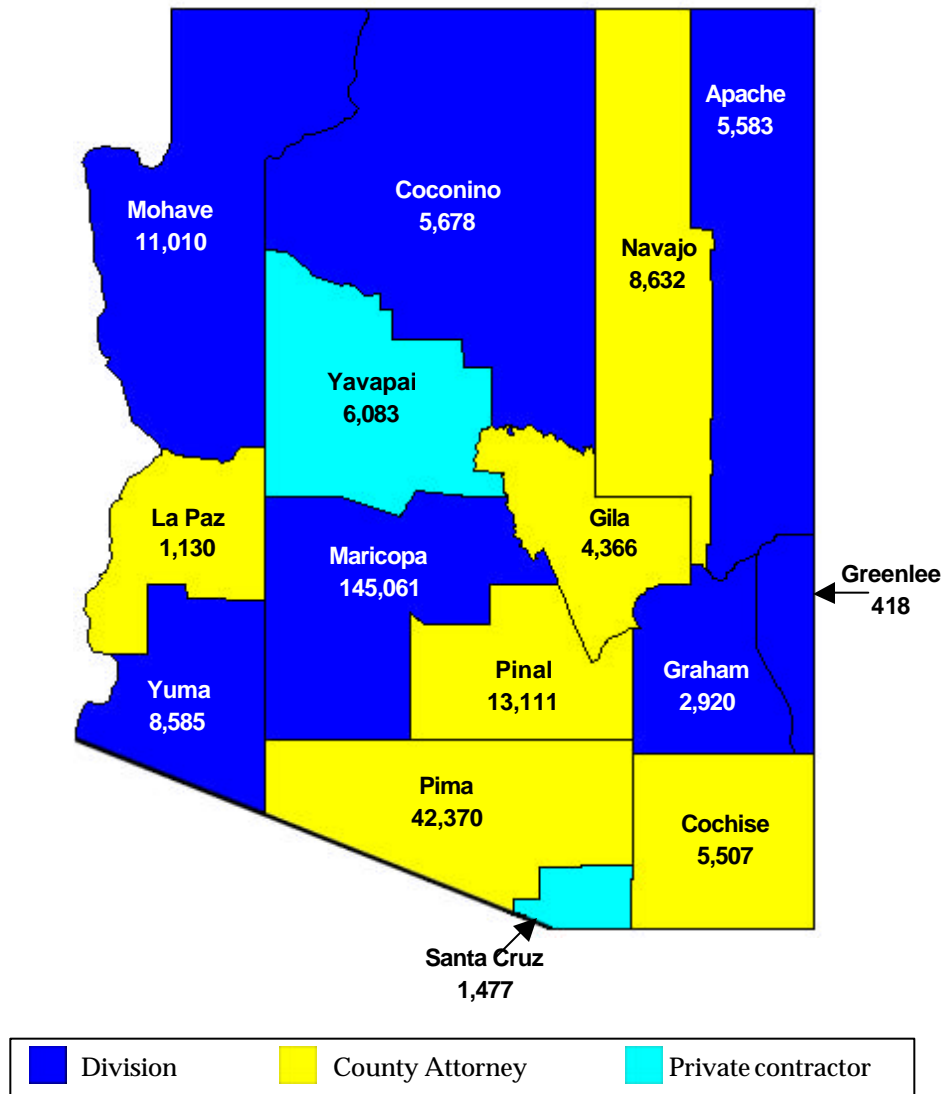 Apache
5,583
Coconino
5,678
Mohave
11,010
Navajo
8,632
Yavapai
6,083
La Paz
1,130
Gila
4,366
Maricopa
145,061
Greenlee
418
Pinal
13,111
Graham
2,920
Yuma
8,585
Pima
42,370
Cochise
5,507
Santa Cruz
1,477
Division
County Attorney
Private contractor